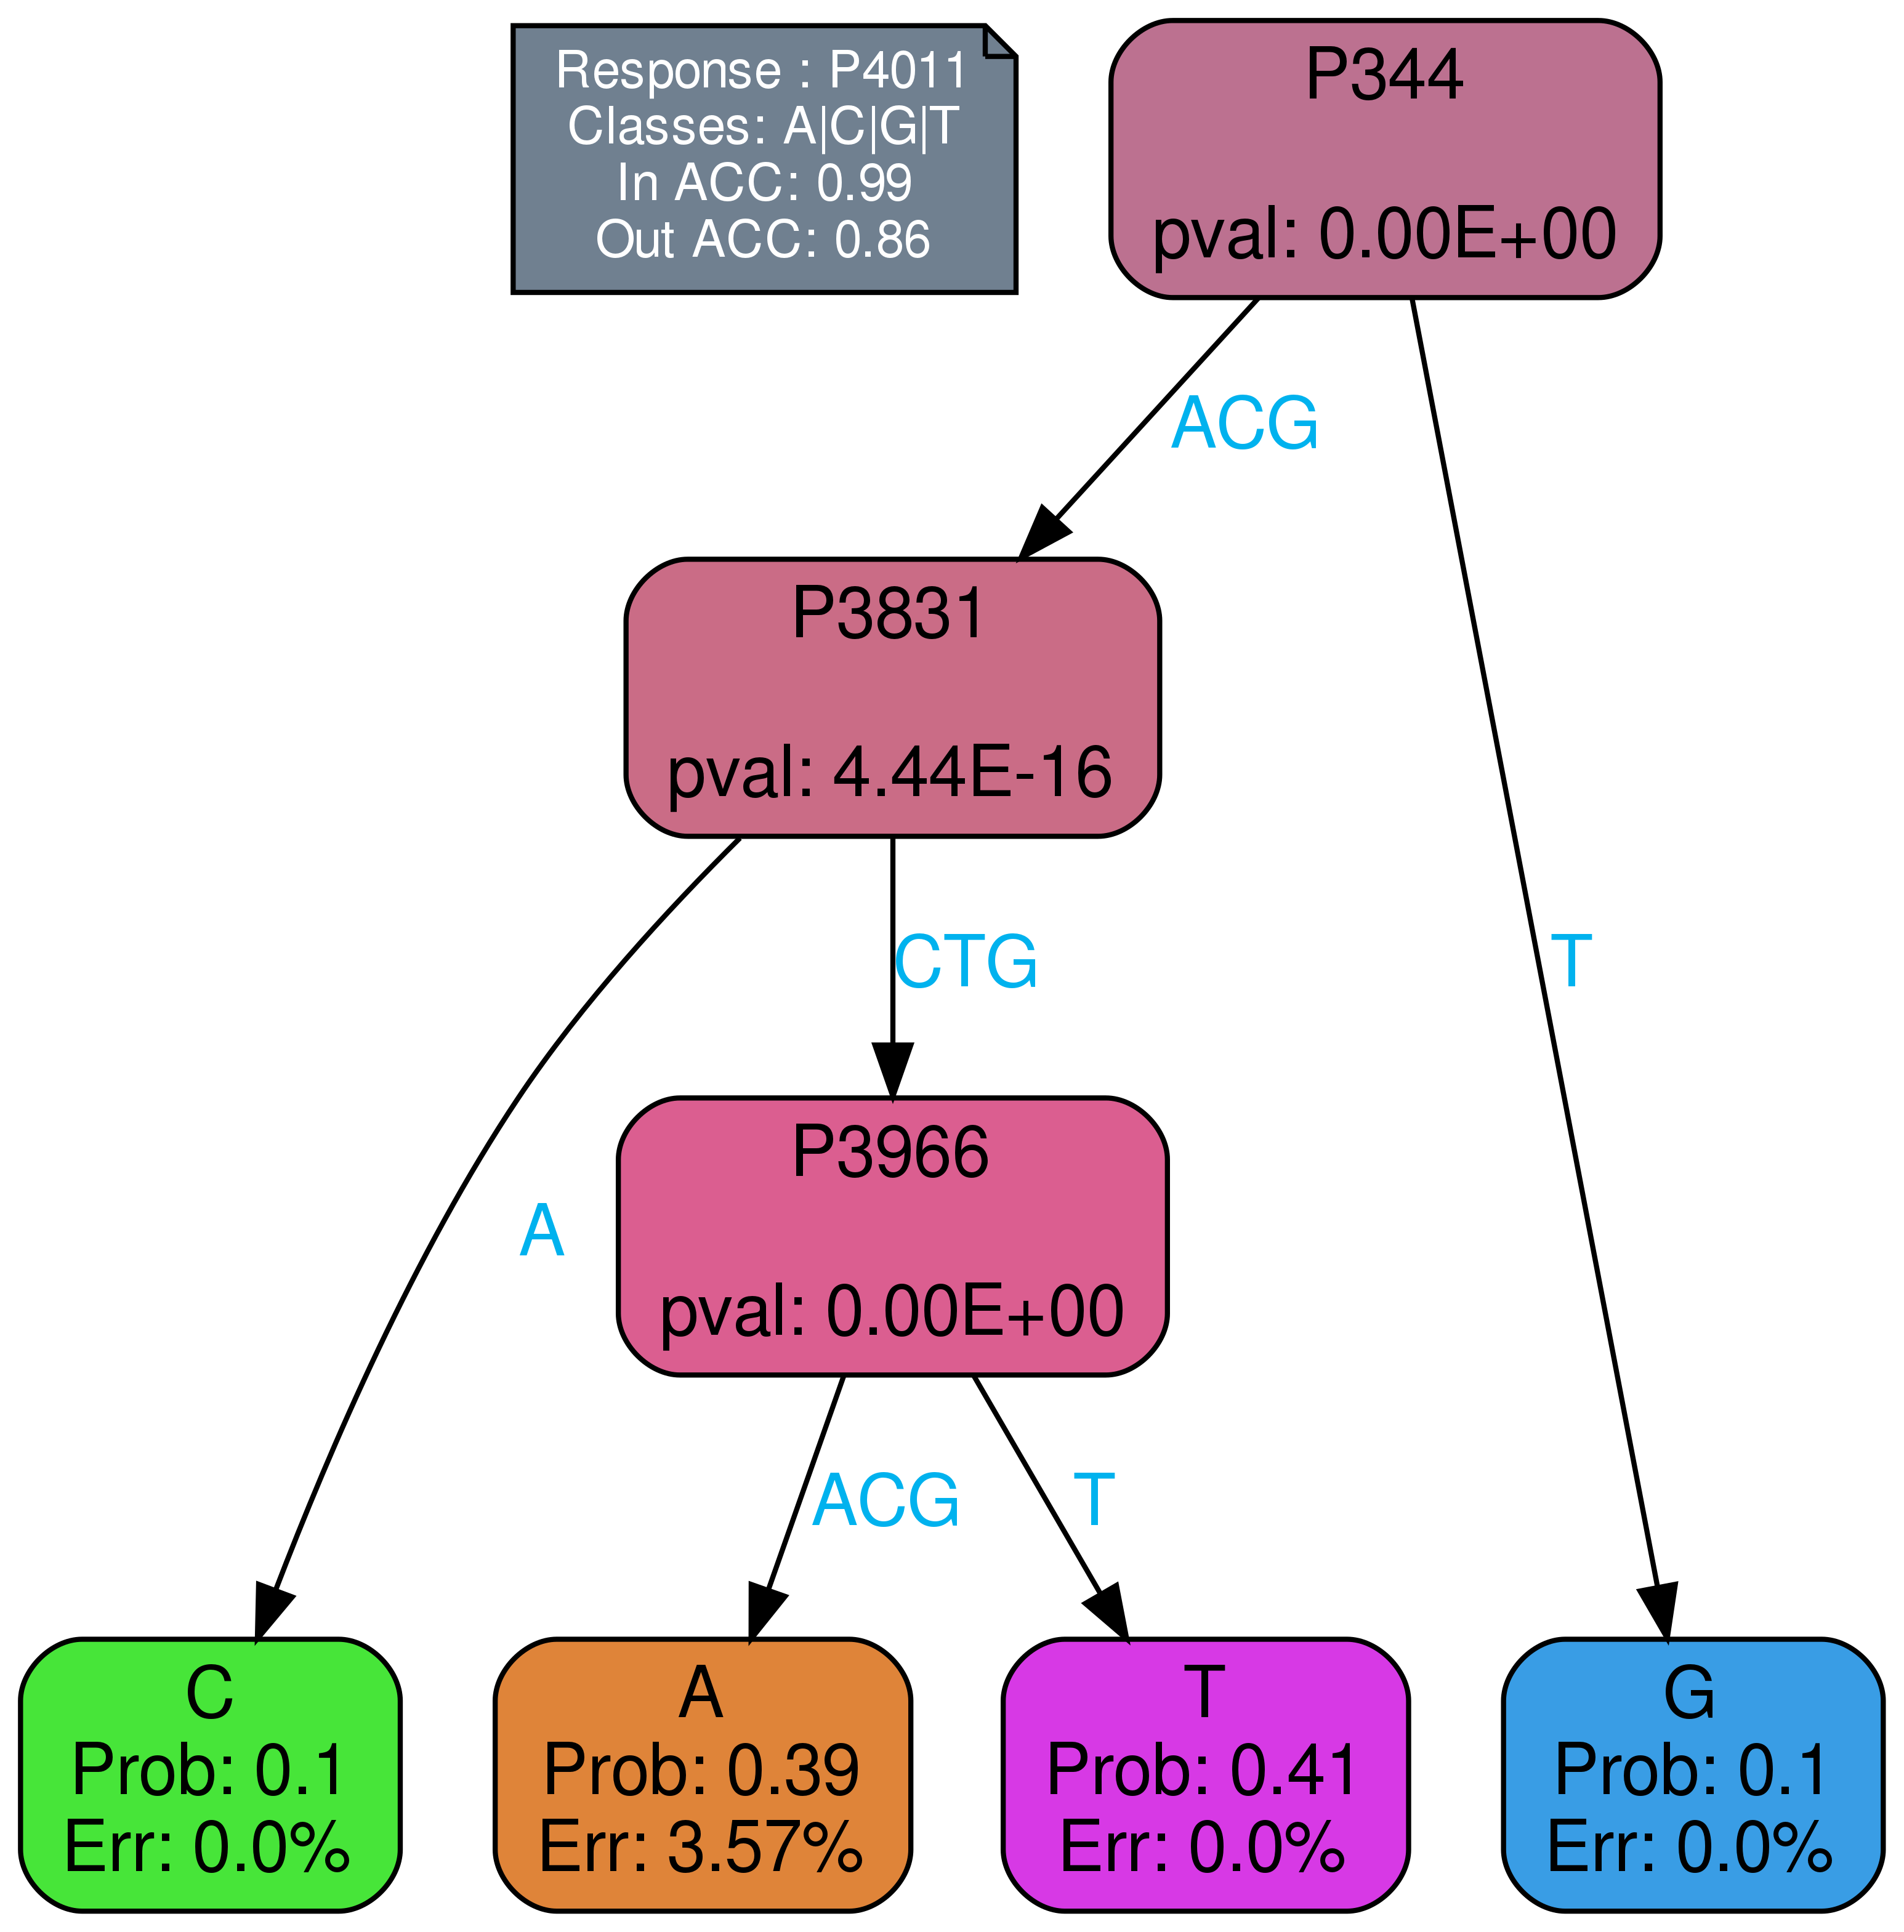 Response : P4011
Classes: A|C|G|T
In ACC: 0.99
Out ACC: 0.86
P344
pval: 0.00E+00
ACG
P3831
pval: 4.44E-16
CTG
T
P3966
pval: 0.00E+00
A
ACG
T
C
Prob: 0.1
Err: 0.0%
A
Prob: 0.39
Err: 3.57%
T
Prob: 0.41
Err: 0.0%
G
Prob: 0.1
Err: 0.0%